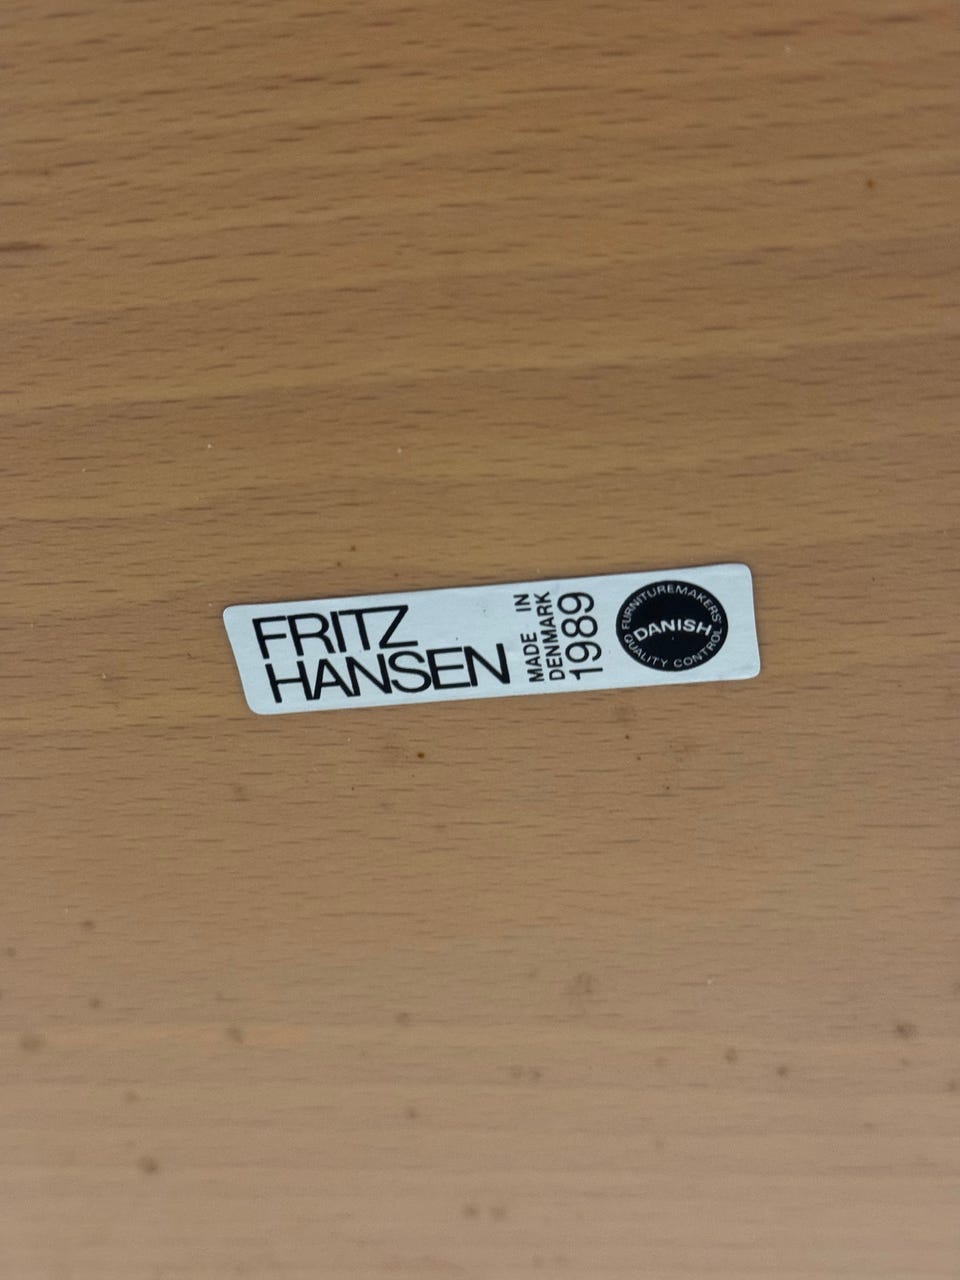 FRITZ
HANSEN
MADE IN
DENMARK
1989
FURNITUREMAKERS'
DANISH
QUALITY CONTROL